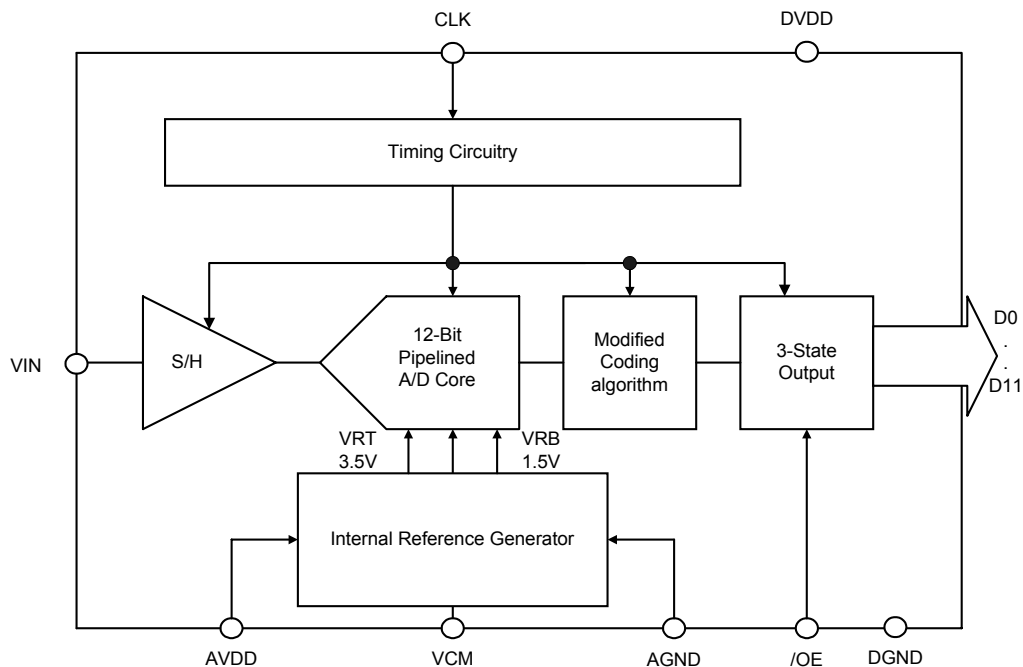 CLK
DVDD
Timing Circuitry
VIN
S/H
12-Bit
Pipelined
A/D Core
Modified
Coding
algorithm
3-State
Output
D0
.
.
D11
VRT
3.5V
VRB
1.5V
Internal Reference Generator
AVDD
VCM
AGND
/OE
DGND